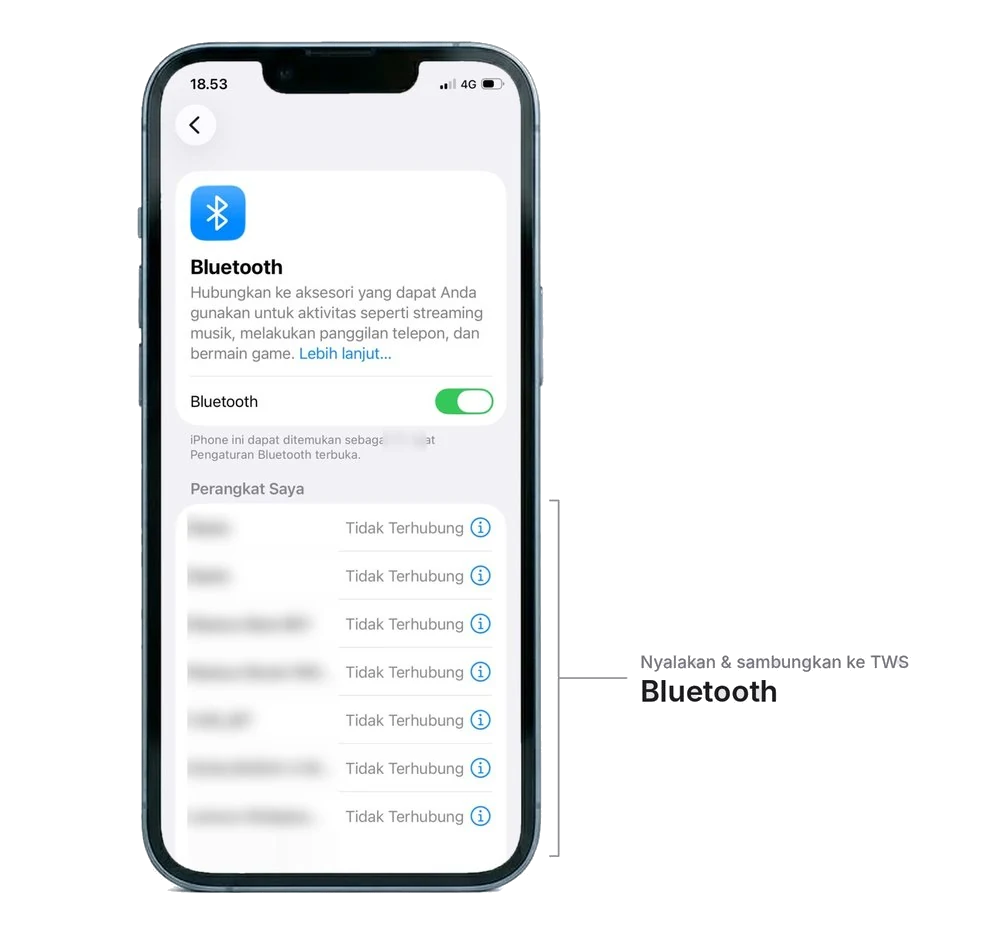 18.53
4G
Bluetooth
Hubungkan ke aksesori yang dapat Anda
gunakan untuk aktivitas seperti streaming
musik, melakukan panggilan telepon, dan
bermain game. Lebih lanjut...
Bluetooth
iPhone ini dapat ditemukan
Pengaturan Bluetooth terbuka.
Perangkat Saya
Tidak Terhubung
Tidak Terhubung
Tidak Terhubung
Tidak Terhubung
Tidak Terhubung
Tidak Terhubung
Tidak Terhubung
Nyalakan & sambungkan ke TWS
Bluetooth